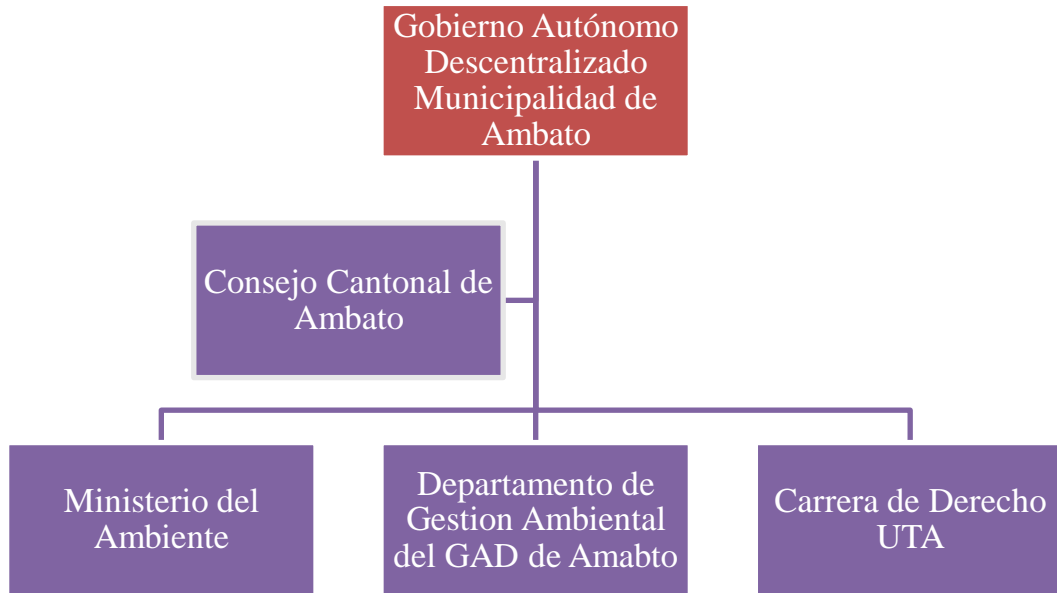 Gobierno Autónomo
Descentralizado
Municipalidad de
Ambato
Consejo Cantonal de
Ambato
Ministerio del
Ambiente
Departamento de
Gestion Ambiental
del GAD de Amabto
Carrera de Derecho
UTA